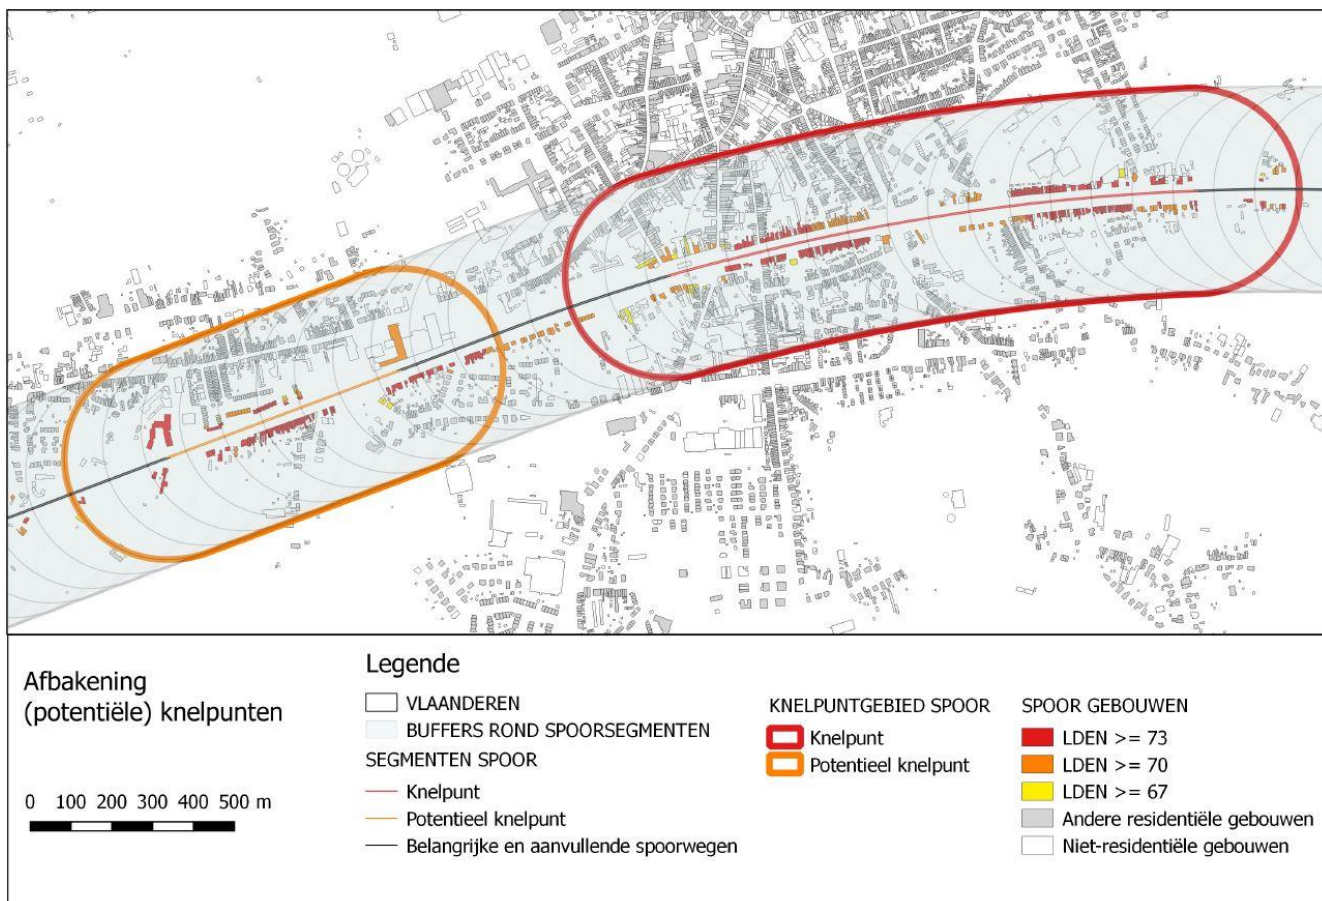 Afbakening
(potentiële) knelpunten
0 100 200 300 400 500 m
Legende
VLAANDEREN
BUFFERS ROND SPOORSEGMENTEN
SEGMENTEN SPOOR
Knelpunt
Potentieel knelpunt
Belangrijke en aanvullende spoorwegen
KNELPUNTGEBIED SPOOR
Knelpunt
Potentieel knelpunt
SPOOR GEBOUWEN
LDEN >= 73
LDEN >= 70
LDEN >= 67
Andere residentiële gebouwen
Niet-residentiële gebouwen